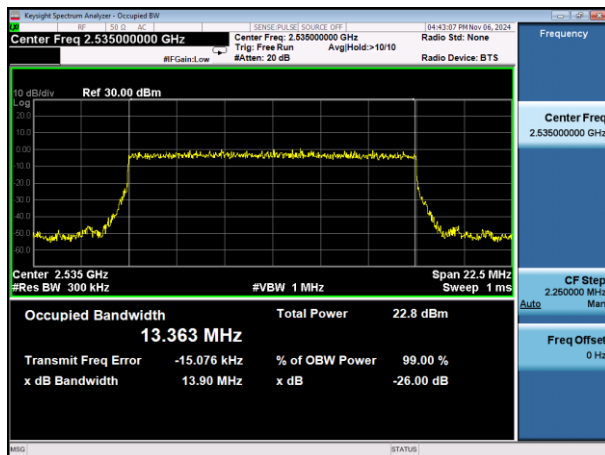 Keysight Spectrum Analyzer - Occupied BW
RF 50 Ω AC SENSE:PULSE SOURCE OFF 04:43:07 PM Nov 06, 2024
Center Freq 2.535000000 GHz Center Freq: 2.535000000 GHz Radio Std: None Frequency
Trig: Free Run Avg|Hold:>10/10
#IFGain:Low #Atten: 20 dB Radio Device: BTS
10 dB/div Ref 30.00 dBm
Log
20.0
10.0
0.00
-10.0
-20.0
-30.0
-40.0
-50.0
-60.0
Center Freq
2.535000000 GHz
Center 2.535 GHz Span 22.5 MHz
#Res BW 300 kHz #VBW 1 MHz Sweep 1 ms
CF Step
2.250000 MHz
Auto Man
Occupied Bandwidth Total Power 22.8 dBm
13.363 MHz
Transmit Freq Error -15.076 kHz % of OBW Power 99.00 %
x dB Bandwidth 13.90 MHz x dB -26.00 dB
Freq Offset
0 Hz
MSG STATUS